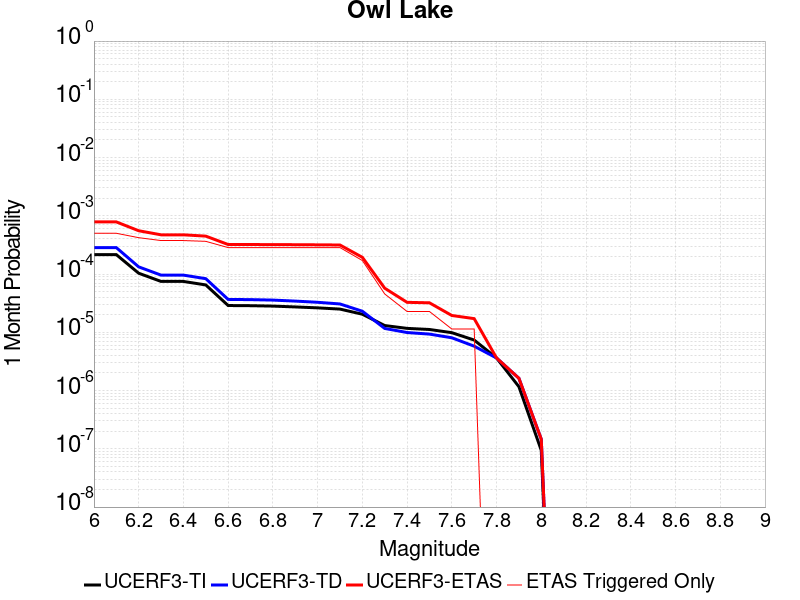 Owl Lake
10^0
10^-1
10^-2
10^-3
10^-4
10^-5
10^-6
10^-7
10^-8
1 Month Probability
6 6.2 6.4 6.6 6.8 7 7.2 7.4 7.6 7.8 8 8.2 8.4 8.6 8.8 9
Magnitude
UCERF3-TI UCERF3-TD UCERF3-ETAS ETAS Triggered Only